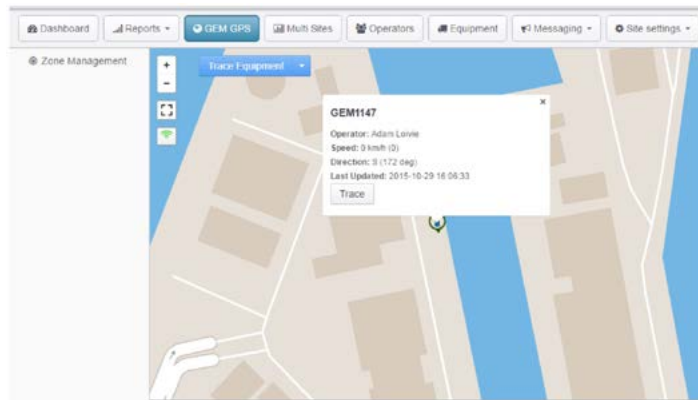 Dashboard Reports GEM GPS Multi Sites Operators Equipment Messaging Site settings
Zone Management
+
Trace Equipment
-
×
GEM1147
Operator: Adam Loivie
Speed: 0 km/h (0)
Direction: S (172 deg)
Last Updated: 2015-10-29 16:06:33
Trace